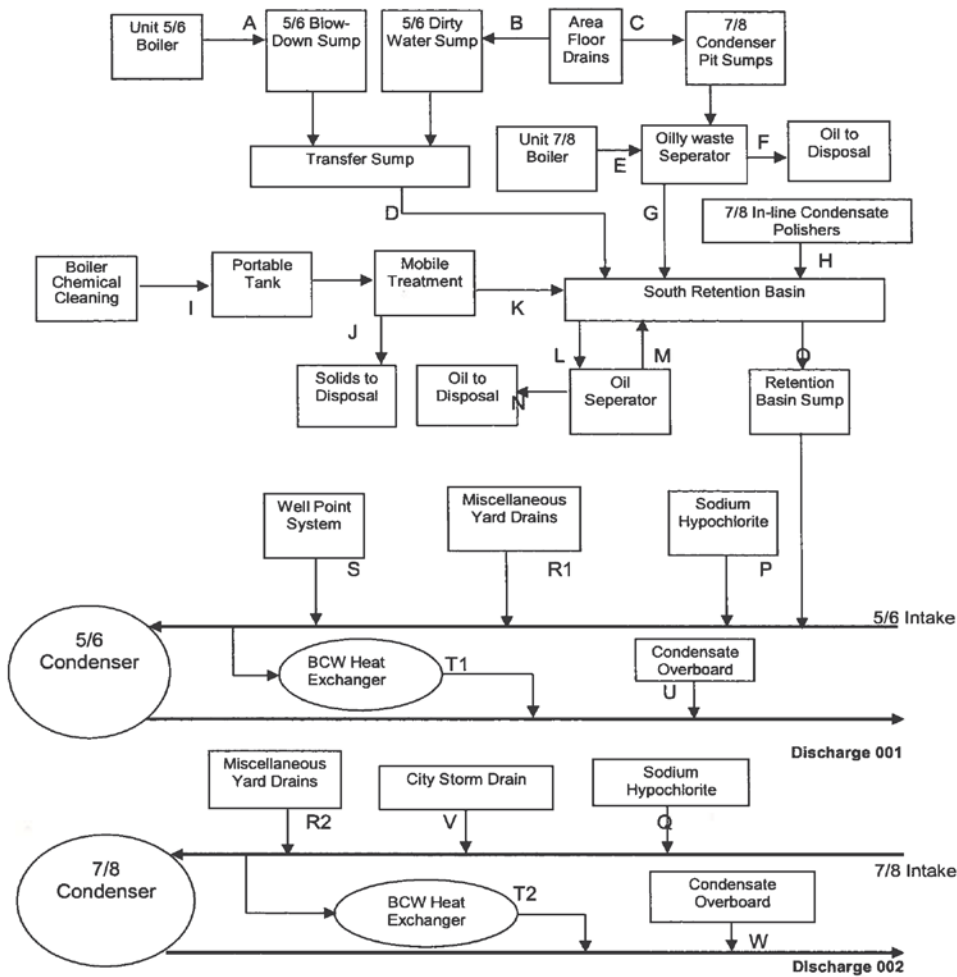 Unit 5/6
Boiler
A
5/6 Blow-
Down Sump
5/6 Dirty
Water Sump
B
Area
Floor
Drains
C
7/8
Condenser
Pit Sumps
Transfer Sump
Unit 7/8
Boiler
E
Oilly waste
Seperator
F
Oil to
Disposal
D
G
7/8 In-line Condensate
Polishers
H
Boiler
Chemical
Cleaning
I
Portable
Tank
Mobile
Treatment
K
South Retention Basin
J
L
M
O
Solids to
Disposal
Oil to
Disposal
N
Oil
Seperator
Retention
Basin Sump
Well Point
System
S
Miscellaneous
Yard Drains
R1
Sodium
Hypochlorite
P
5/6 Intake
5/6
Condenser
BCW Heat
Exchanger
T1
Condensate
Overboard
U
Discharge 001
Miscellaneous
Yard Drains
R2
City Storm Drain
V
Sodium
Hypochlorite
Q
7/8 Intake
7/8
Condenser
BCW Heat
Exchanger
T2
Condensate
Overboard
W
Discharge 002